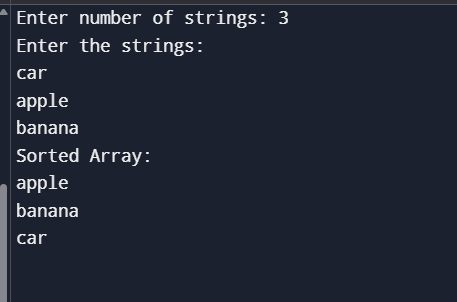 Enter number of strings: 3
Enter the strings:
car
apple
banana
Sorted Array:
apple
banana
car